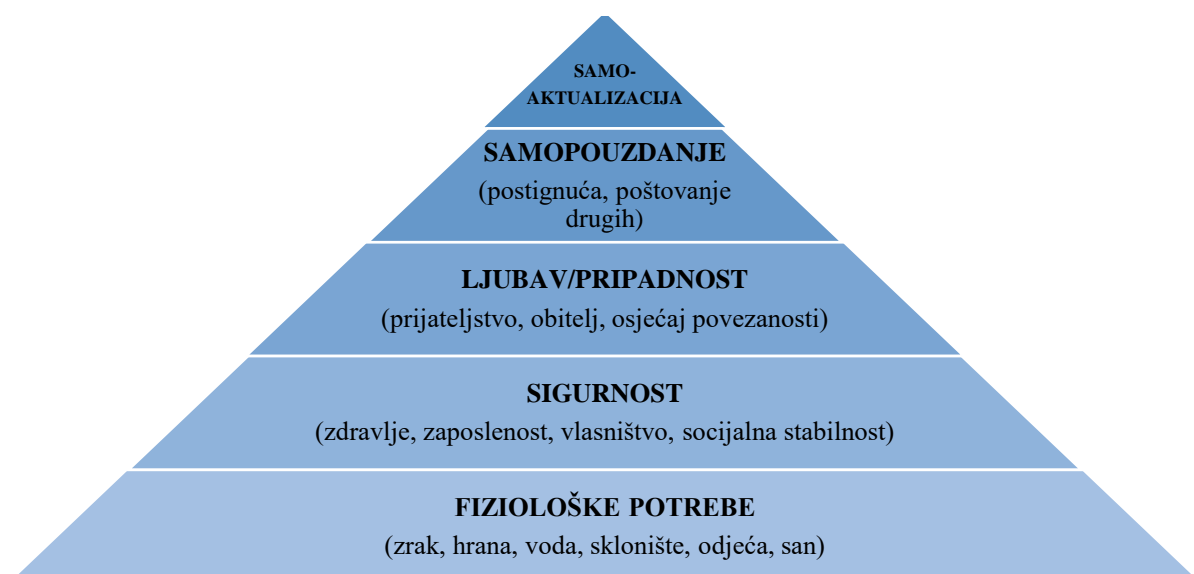 SAMO-
AKTUALIZACIJA
SAMOPOUZDANJE
(postignuća, poštovanje
drugih)
LJUBAV/PRIPADNOST
(prijateljstvo, obitelj, osjećaj povezanosti)
SIGURNOST
(zdravlje, zaposlenost, vlasništvo, socijalna stabilnost)
FIZIOLOŠKE POTREBE
(zrak, hrana, voda, sklonište, odjeća, san)